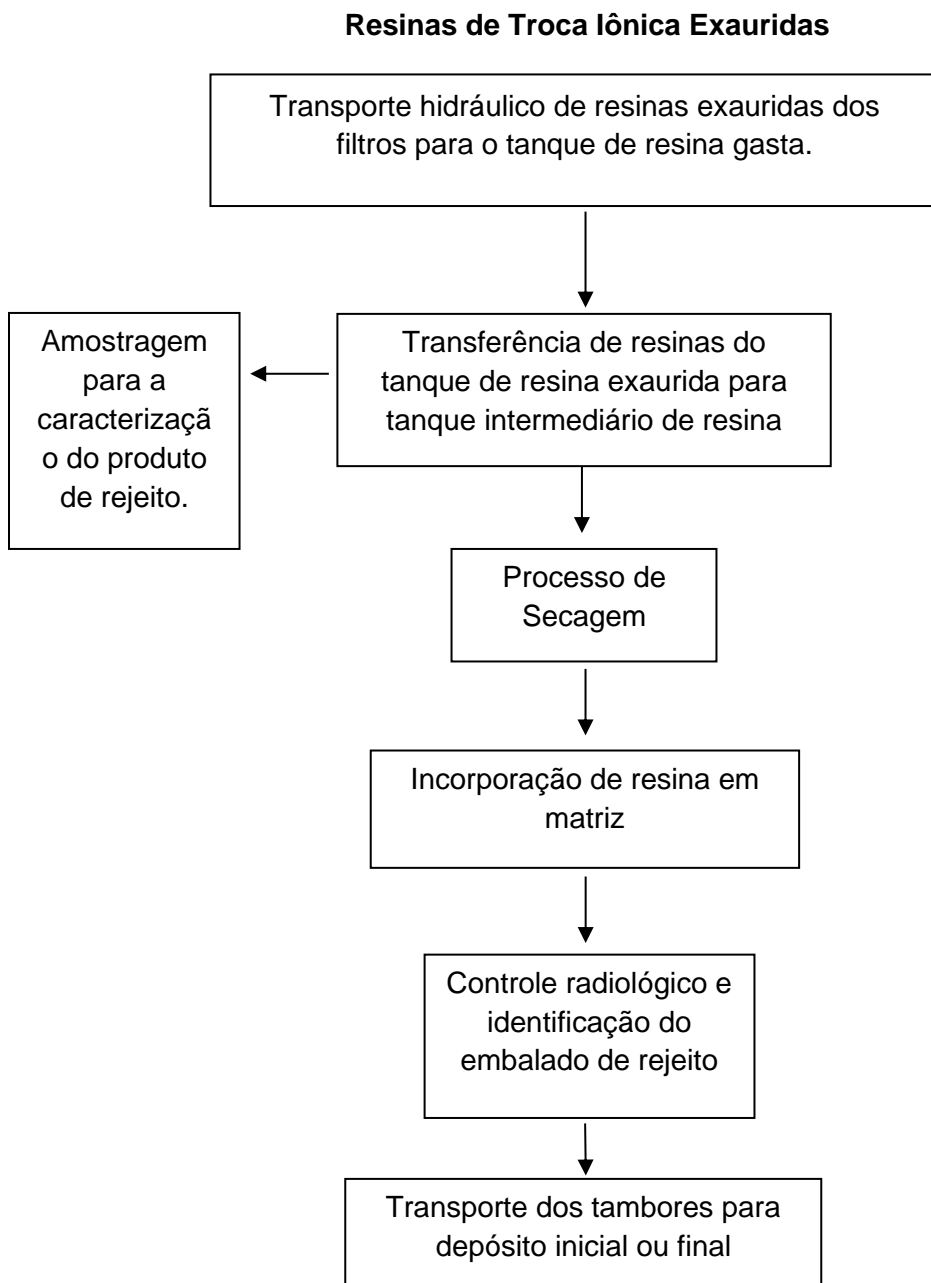 Resinas de Troca Iônica Exauridas
Transporte hidráulico de resinas exauridas dos
filtros para o tanque de resina gasta.
Amostragem
para a
caracterizaçã
o do produto
de rejeito.
Transferência de resinas do
tanque de resina exaurida para
tanque intermediário de resina
Processo de
Secagem
Incorporação de resina em
matriz
Controle radiológico e
identificação do
embalado de rejeito
Transporte dos tambores para
depósito inicial ou final